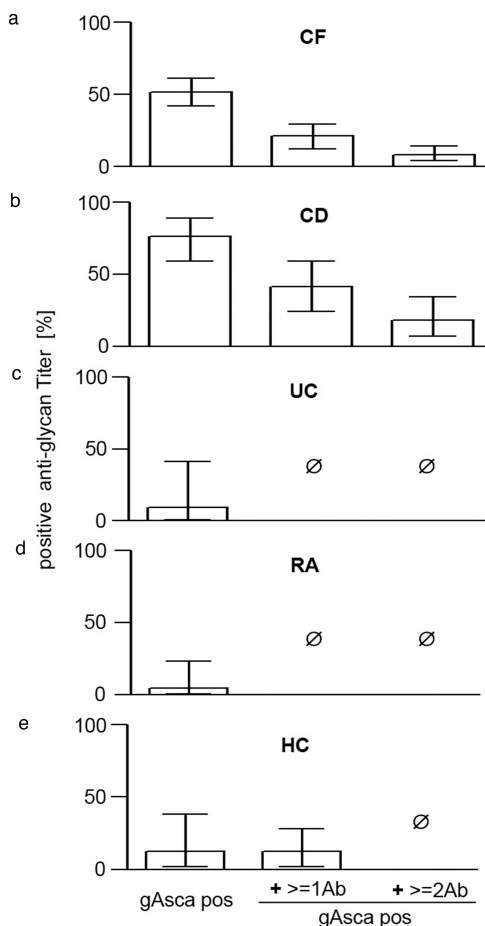 a
100
50
0
CF
b
100
50
0
CD
positive anti-glycan Titer [%]
c
100
50
0
UC
Ø
Ø
d
100
50
0
RA
Ø
Ø
e
100
50
0
HC
Ø
gAsca pos
+ >=1Ab
+ >=2Ab
gAsca pos